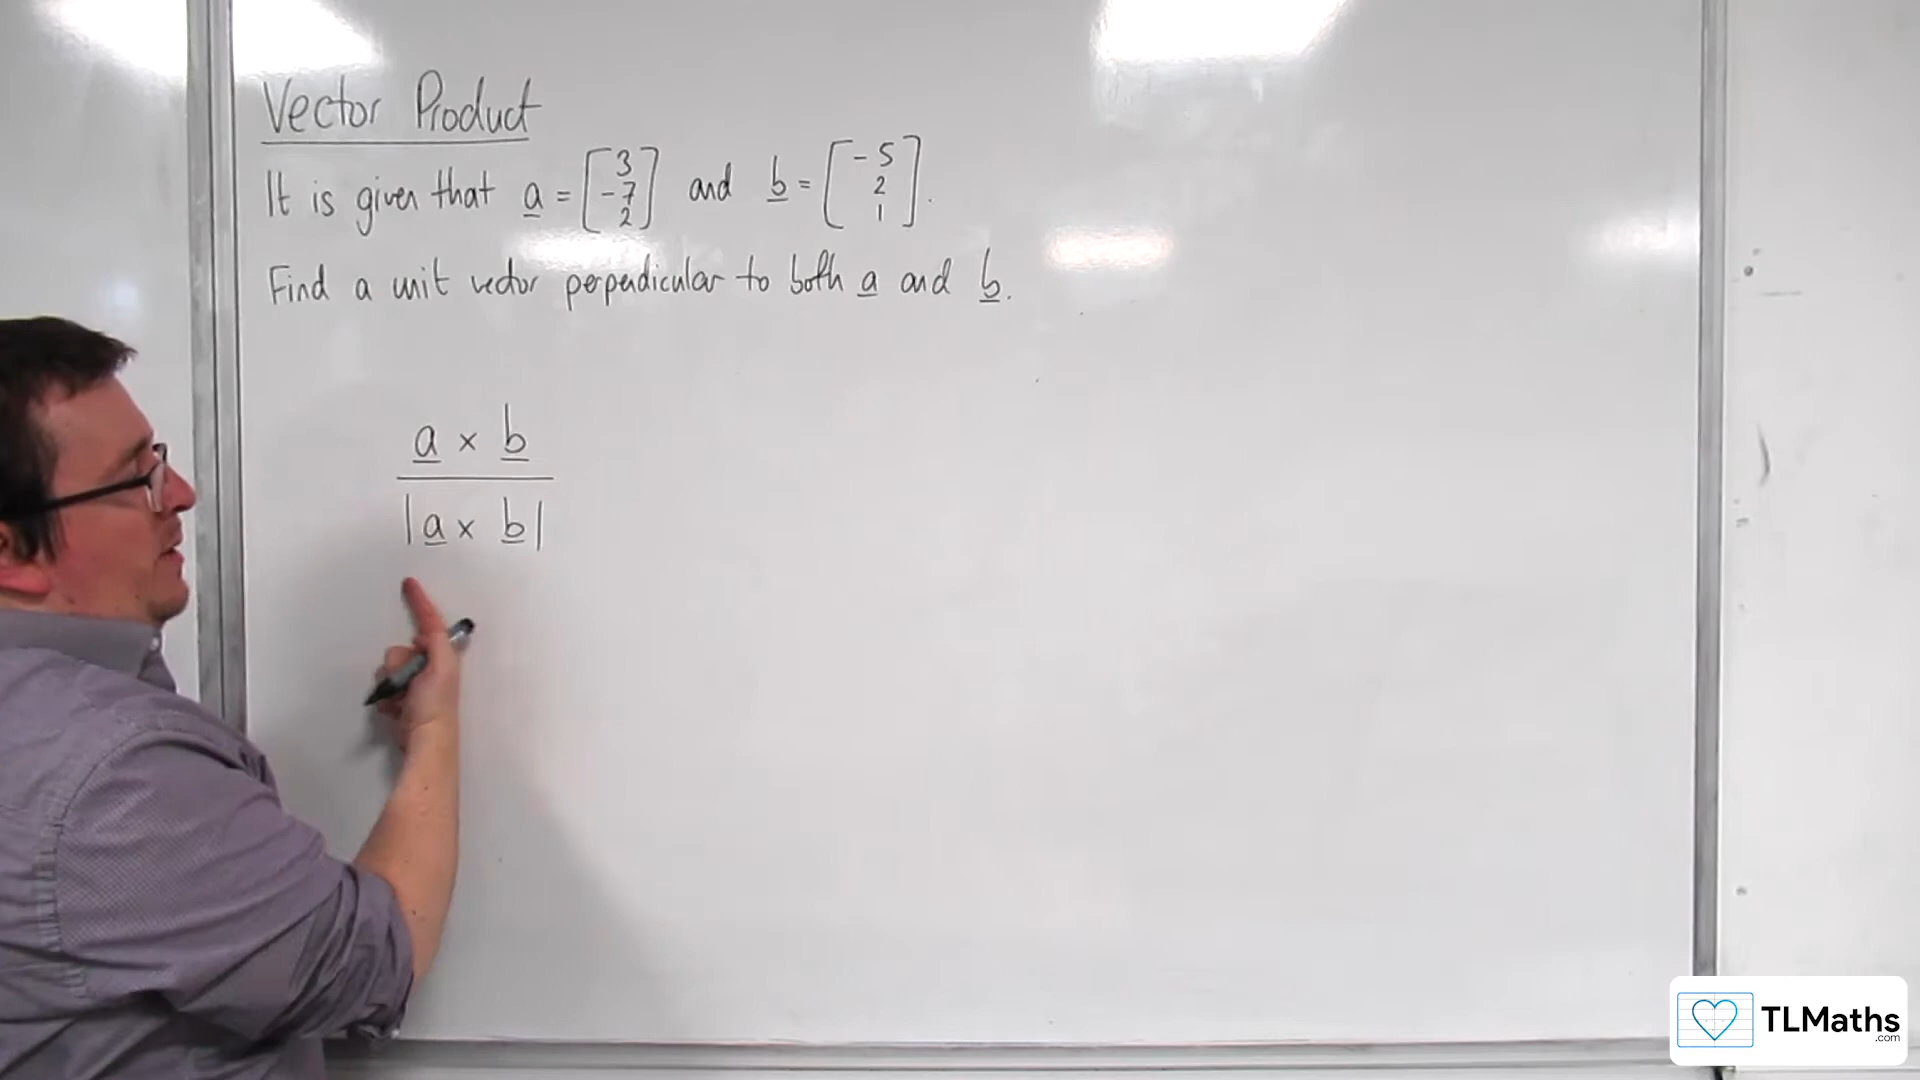 Vector Product
It is given that a = [3 -7 2] and b = [-5 2 1].
Find a unit vector perpendicular to both a and b.
a × b
|a × b|
TLMaths
.com